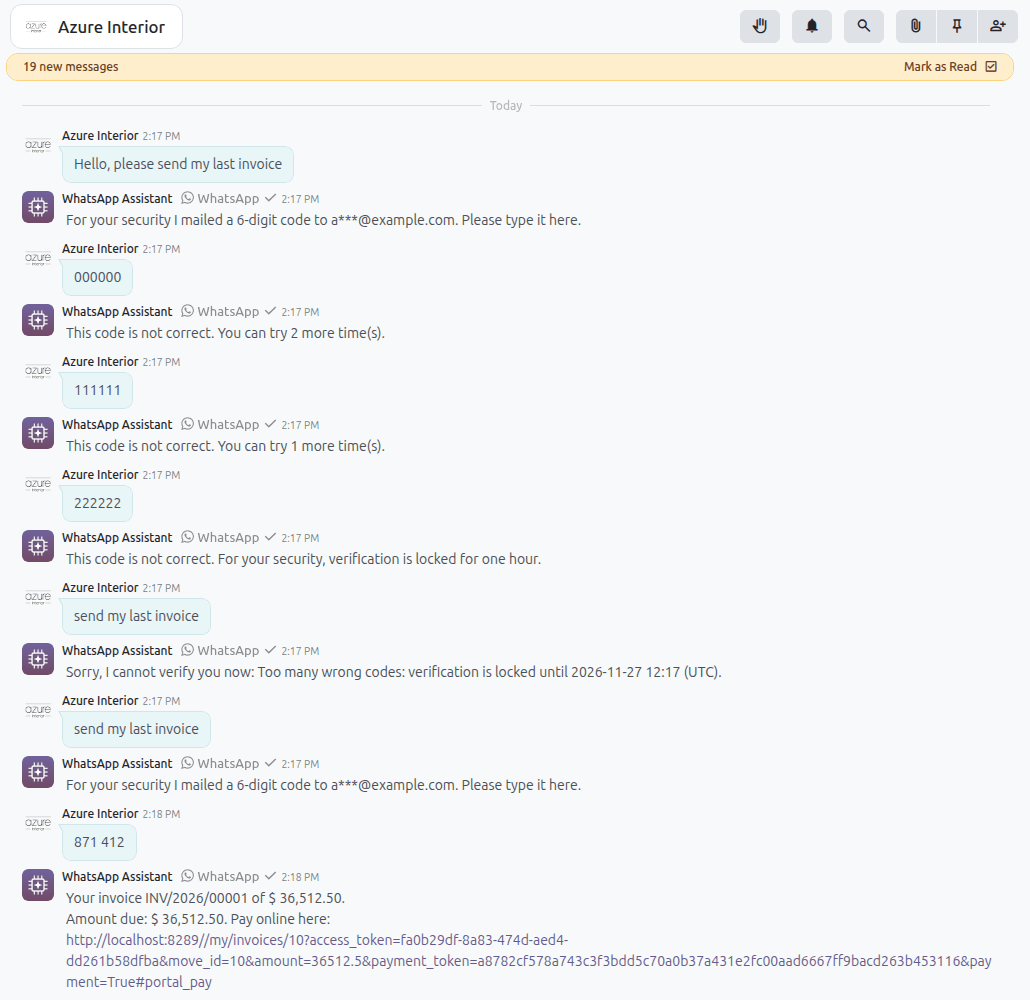 azure interior Azure Interior
19 new messages Mark as Read
Today
Azure Interior 2:17 PM
Hello, please send my last invoice
WhatsApp Assistant WhatsApp 2:17 PM
For your security I mailed a 6-digit code to a***@example.com. Please type it here.
Azure Interior 2:17 PM
000000
WhatsApp Assistant WhatsApp 2:17 PM
This code is not correct. You can try 2 more time(s).
Azure Interior 2:17 PM
111111
WhatsApp Assistant WhatsApp 2:17 PM
This code is not correct. You can try 1 more time(s).
Azure Interior 2:17 PM
222222
WhatsApp Assistant WhatsApp 2:17 PM
This code is not correct. For your security, verification is locked for one hour.
Azure Interior 2:17 PM
send my last invoice
WhatsApp Assistant WhatsApp 2:17 PM
Sorry, I cannot verify you now: Too many wrong codes: verification is locked until 2026-11-27 12:17 (UTC).
Azure Interior 2:17 PM
send my last invoice
WhatsApp Assistant WhatsApp 2:17 PM
For your security I mailed a 6-digit code to a***@example.com. Please type it here.
Azure Interior 2:18 PM
871 412
WhatsApp Assistant WhatsApp 2:18 PM
Your invoice INV/2026/00001 of $ 36,512.50.
Amount due: $ 36,512.50. Pay online here:
http://localhost:8289//my/invoices/10?access_token=fa0b29df-8a83-474d-aed4-
dd261b58dfba&move_id=10&amount=36512.5&payment_token=a8782cf578a743c3f3bdd5c70a0b37a431e2fc00aad6667ff9bacd263b453116&pay
ment=True#portal_pay